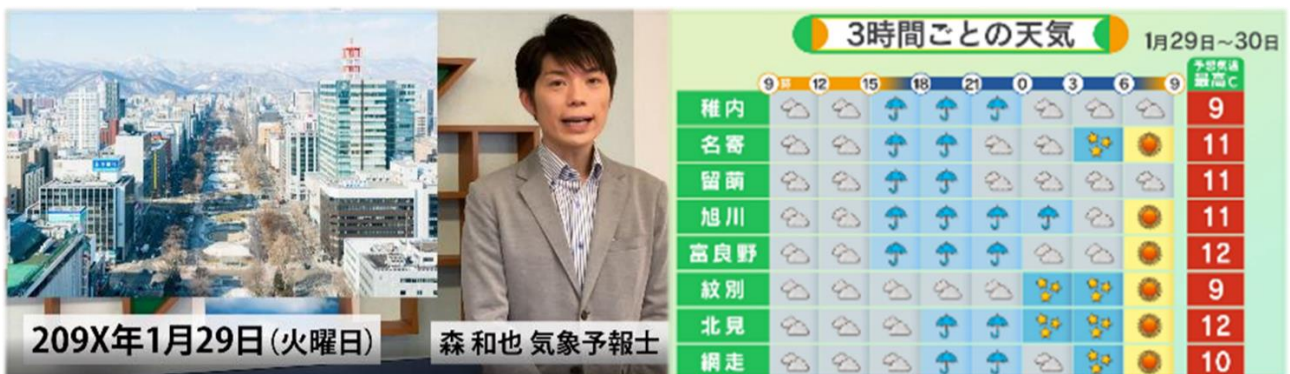 209X年1月29日(火曜日)
森 和也 気象予報士
3時間ごとの天気
1月29日~30日
9 12 15 18 21 0 3 6 9
予想気温
最高℃
稚内 9
名寄 11
留萌 11
旭川 11
富良野 12
紋別 9
北見 12
網走 10